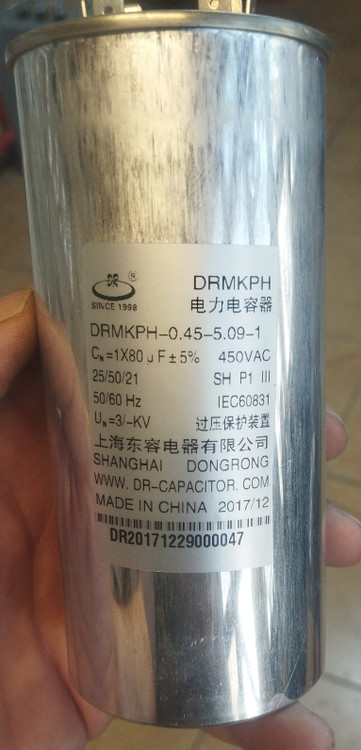 DRMKPH
®
SINCE 1998
电力电容器
DRMKPH-0.45-5.09-1
CN=1X80uF±5% 450VAC
25/50/21 SH P1 III
50/60 Hz IEC60831
UN=3/-KV 过压保护装置
上海东容电器有限公司
SHANGHAI DONGRONG
WWW. DR-CAPACITOR. COM
MADE IN CHINA 2017/12
DR20171229000047